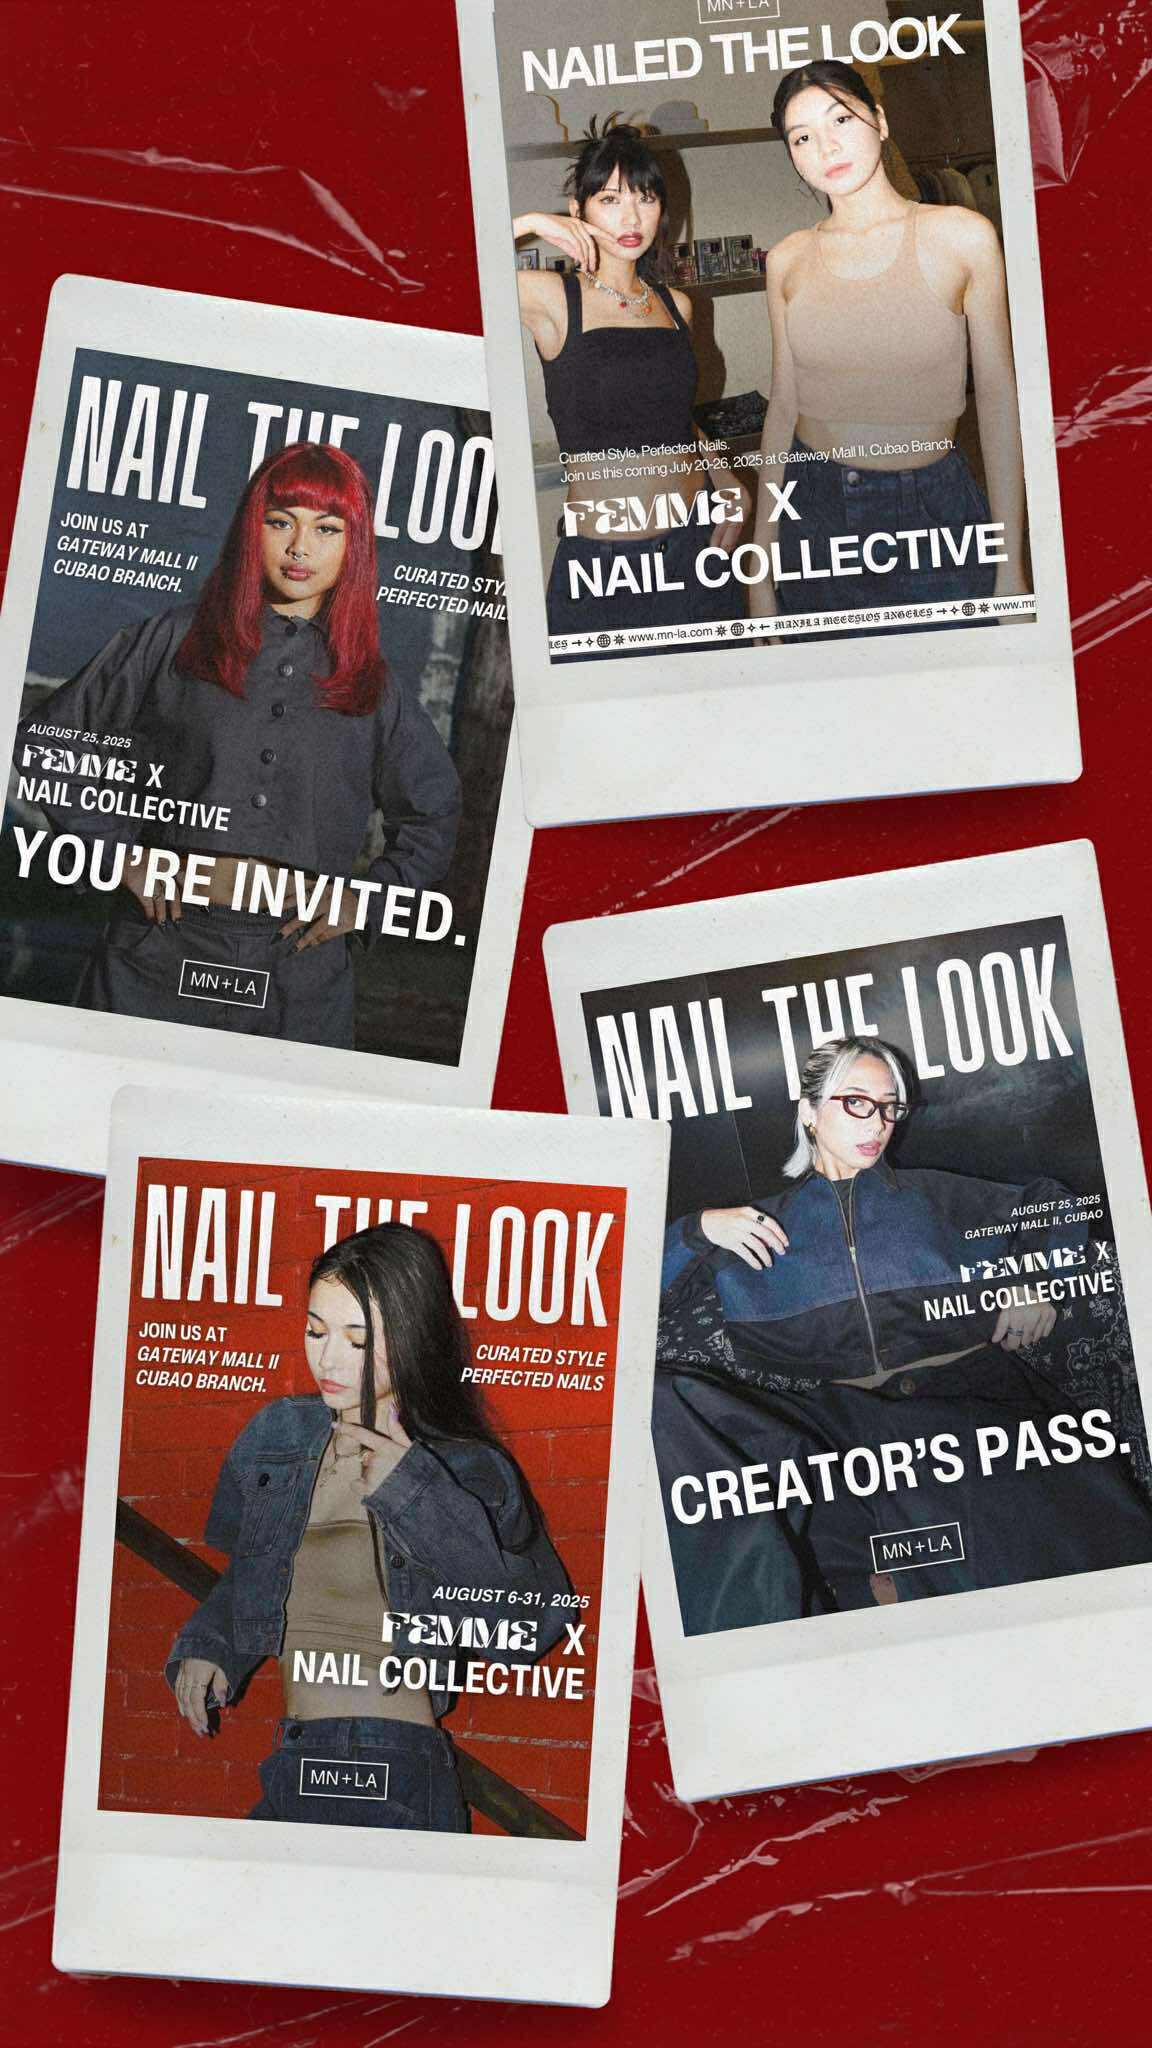 MN+LA
NAILED THE LOOK
Curated Style, Perfected Nails.
Join us this coming July 20-26, 2025 at Gateway Mall II, Cubao Branch.
FEMME X
NAIL COLLECTIVE
www.mn-la.com MANILA MEETS LOS ANGELES
NAIL THE
JOIN US AT
GATEWAY MALL II
CUBAO BRANCH.
CURATED
PERFECTED
AUGUST 25, 2025
FEMME X
NAIL COLLECTIVE
YOU'RE INVITED.
MN+LA
NAIL THE LOOK
AUGUST 25, 2025
GATEWAY MALL II, CUBAO
FEMME X
NAIL COLLECTIVE
CREATOR'S PASS.
MN+LA
NAIL THE LOOK
JOIN US AT
GATEWAY MALL II
CUBAO BRANCH.
CURATED STYLE
PERFECTED NAILS
AUGUST 6-31, 2025
FEMME X
NAIL COLLECTIVE
MN+LA